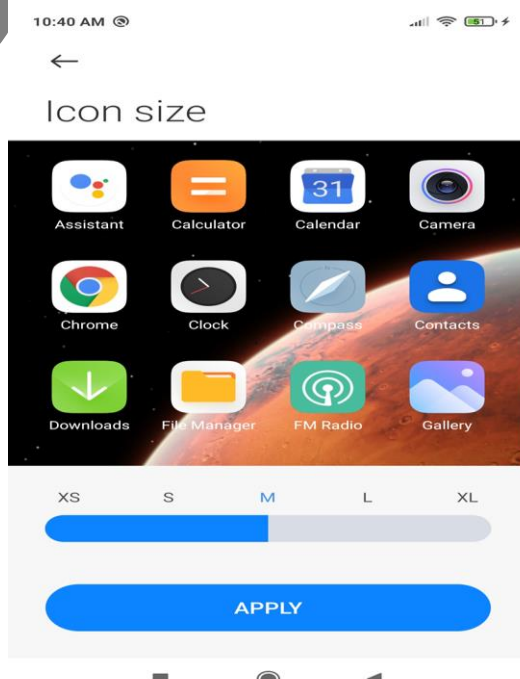 10:40 AM 51
Icon size
31
Assistant Calculator Calendar Camera
Chrome Clock Compass Contacts
Downloads File Manager FM Radio Gallery
XS S M L XL
APPLY